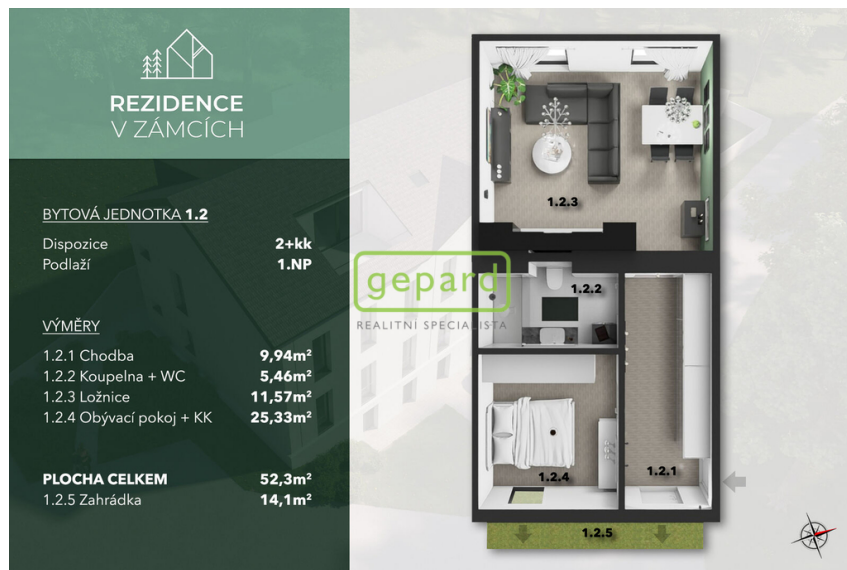 REZIDENCE
V ZÁMCÍCH
BYTOVÁ JEDNOTKA 1.2
Dispozice 2+kk
Podlaží 1.NP
VÝMĚRY
1.2.1 Chodba 9,94m²
1.2.2 Koupelna + WC 5,46m²
1.2.3 Ložnice 11,57m²
1.2.4 Obývací pokoj + KK 25,33m²
PLOCHA CELKEM 52,3m²
1.2.5 Zahrádka 14,1m²
1.2.3
gepard
REALITNÍ SPECIALISTA
1.2.2
1.2.1
1.2.4
1.2.5